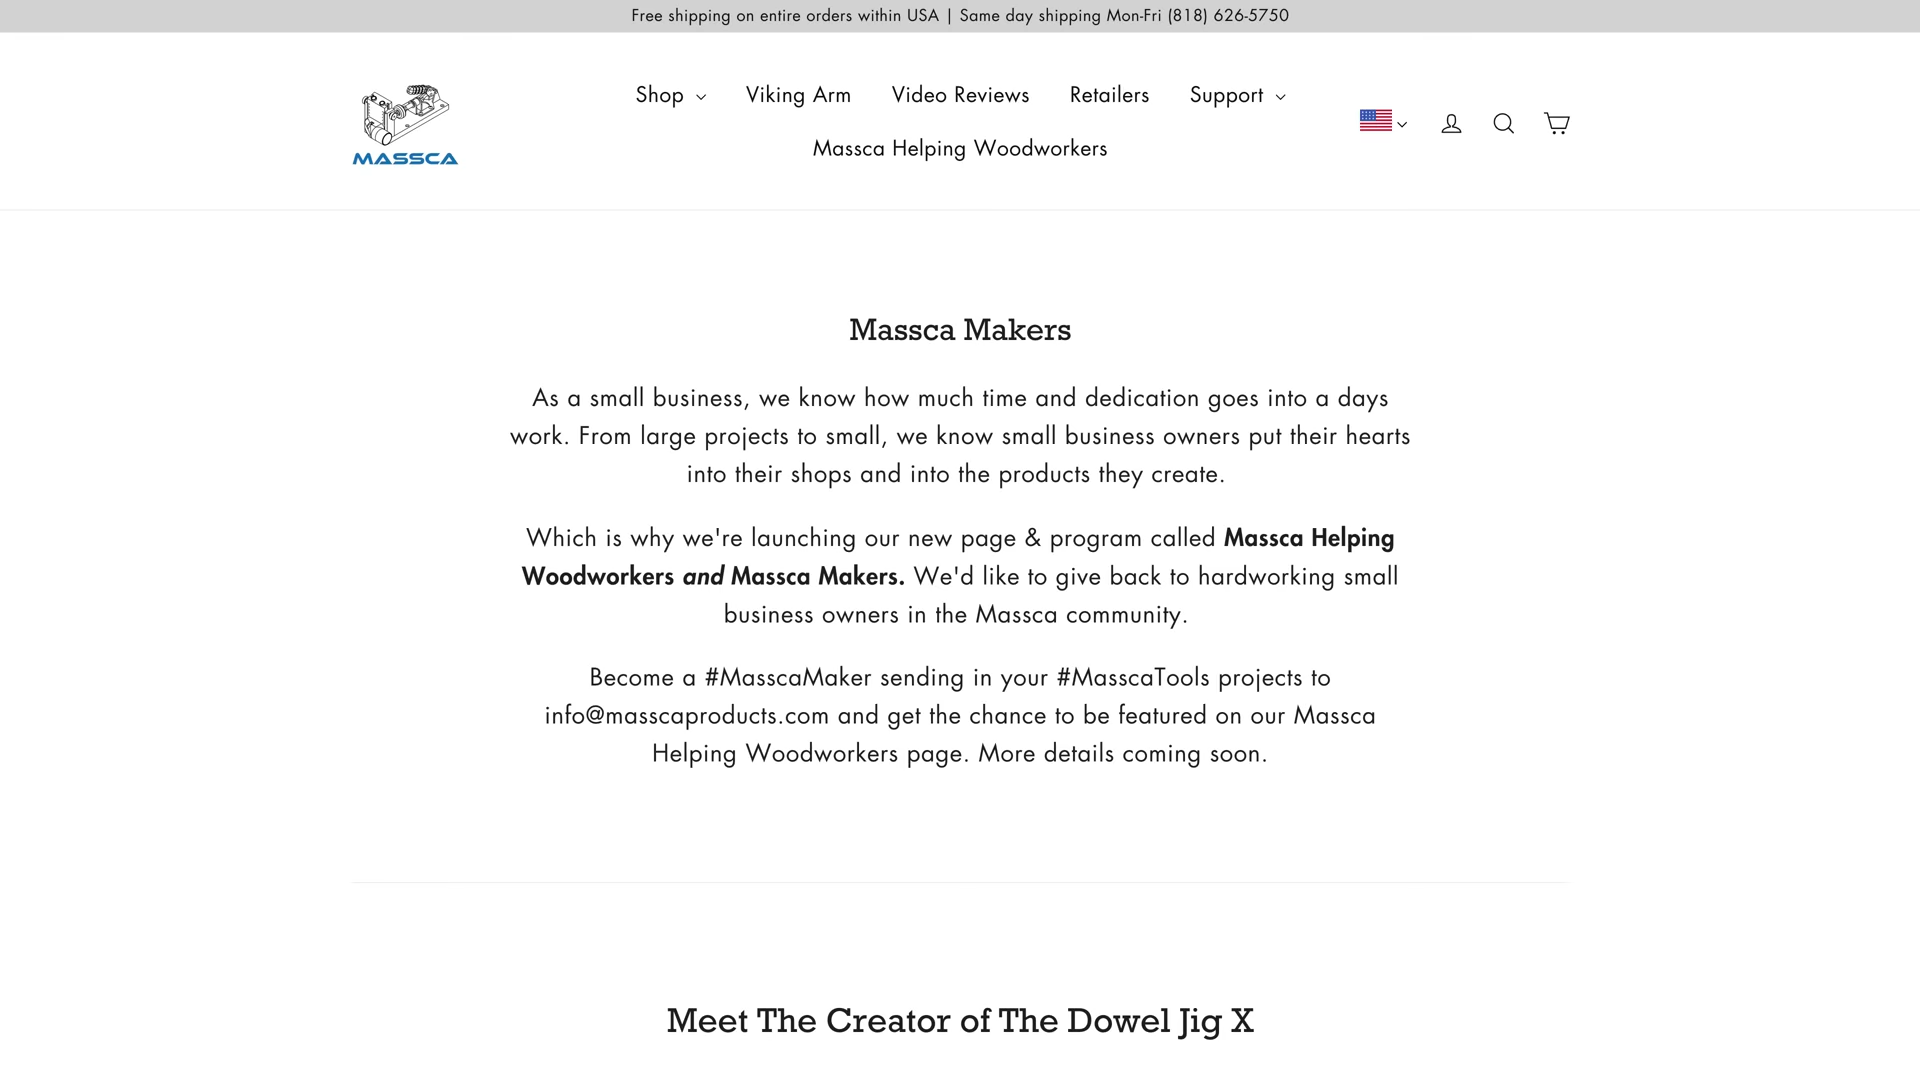 Free shipping on entire orders within USA | Same day shipping Mon-Fri (818) 626-5750
MASSCA
Shop
Viking Arm
Video Reviews
Retailers
Support
Massca Helping Woodworkers
Massca Makers
As a small business, we know how much time and dedication goes into a days
work. From large projects to small, we know small business owners put their hearts
into their shops and into the products they create.
Which is why we're launching our new page & program called Massca Helping
Woodworkers and Massca Makers. We'd like to give back to hardworking small
business owners in the Massca community.
Become a #MasscaMaker sending in your #MasscaTools projects to
info@masscaproducts.com and get the chance to be featured on our Massca
Helping Woodworkers page. More details coming soon.
Meet The Creator of The Dowel Jig X